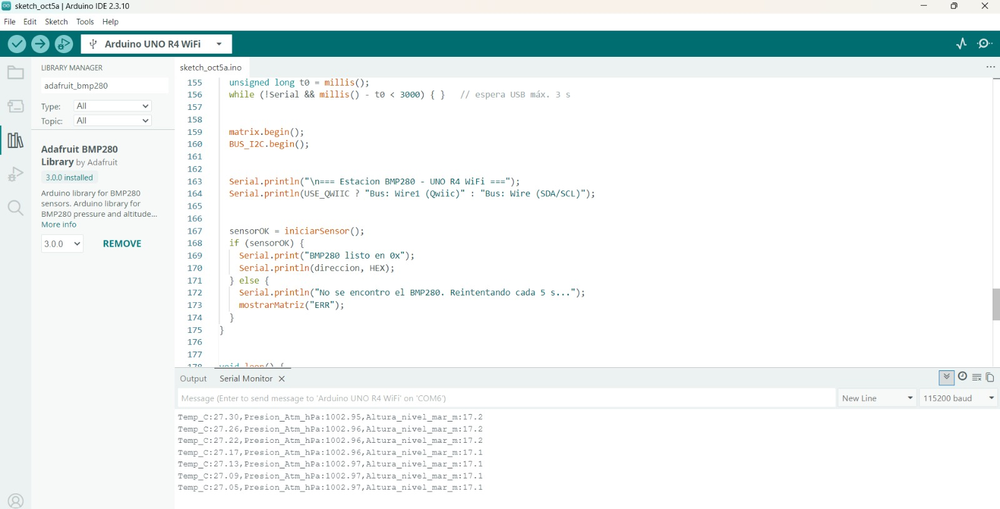 sketch_oct5a | Arduino IDE 2.3.10
File Edit Sketch Tools Help
Arduino UNO R4 WiFi
LIBRARY MANAGER
adafruit_bmp280
Type: All
Topic: All
Adafruit BMP280
Library by Adafruit
3.0.0 installed
Arduino library for BMP280
sensors. Arduino library for
BMP280 pressure and altitude...
More info
3.0.0 REMOVE
sketch_oct5a.ino
155 unsigned long t0 = millis();
156 while (!Serial && millis() - t0 < 3000) { } // espera USB máx. 3 s
157
158
159 matrix.begin();
160 BUS_I2C.begin();
161
162
163 Serial.println("\n=== Estacion BMP280 - UNO R4 WiFi ===");
164 Serial.println(USE_QWIIC ? "Bus: Wire1 (Qwiic)" : "Bus: Wire (SDA/SCL)");
165
166
167 sensorOK = iniciarSensor();
168 if (sensorOK) {
169 Serial.print("BMP280 listo en 0x");
170 Serial.println(direccion, HEX);
171 } else {
172 Serial.println("No se encontro el BMP280. Reintentando cada 5 s...");
173 mostrarMatriz("ERR");
174 }
175 }
176
177
178 void loop() {
Output Serial Monitor
Message (Enter to send message to 'Arduino UNO R4 WiFi' on 'COM6')
New Line 115200 baud
Temp_C:27.30,Presion_Atm_hPa:1002.95,Altura_nivel_mar_m:17.2
Temp_C:27.26,Presion_Atm_hPa:1002.96,Altura_nivel_mar_m:17.2
Temp_C:27.22,Presion_Atm_hPa:1002.96,Altura_nivel_mar_m:17.2
Temp_C:27.17,Presion_Atm_hPa:1002.96,Altura_nivel_mar_m:17.1
Temp_C:27.13,Presion_Atm_hPa:1002.97,Altura_nivel_mar_m:17.1
Temp_C:27.09,Presion_Atm_hPa:1002.97,Altura_nivel_mar_m:17.1
Temp_C:27.05,Presion_Atm_hPa:1002.97,Altura_nivel_mar_m:17.1